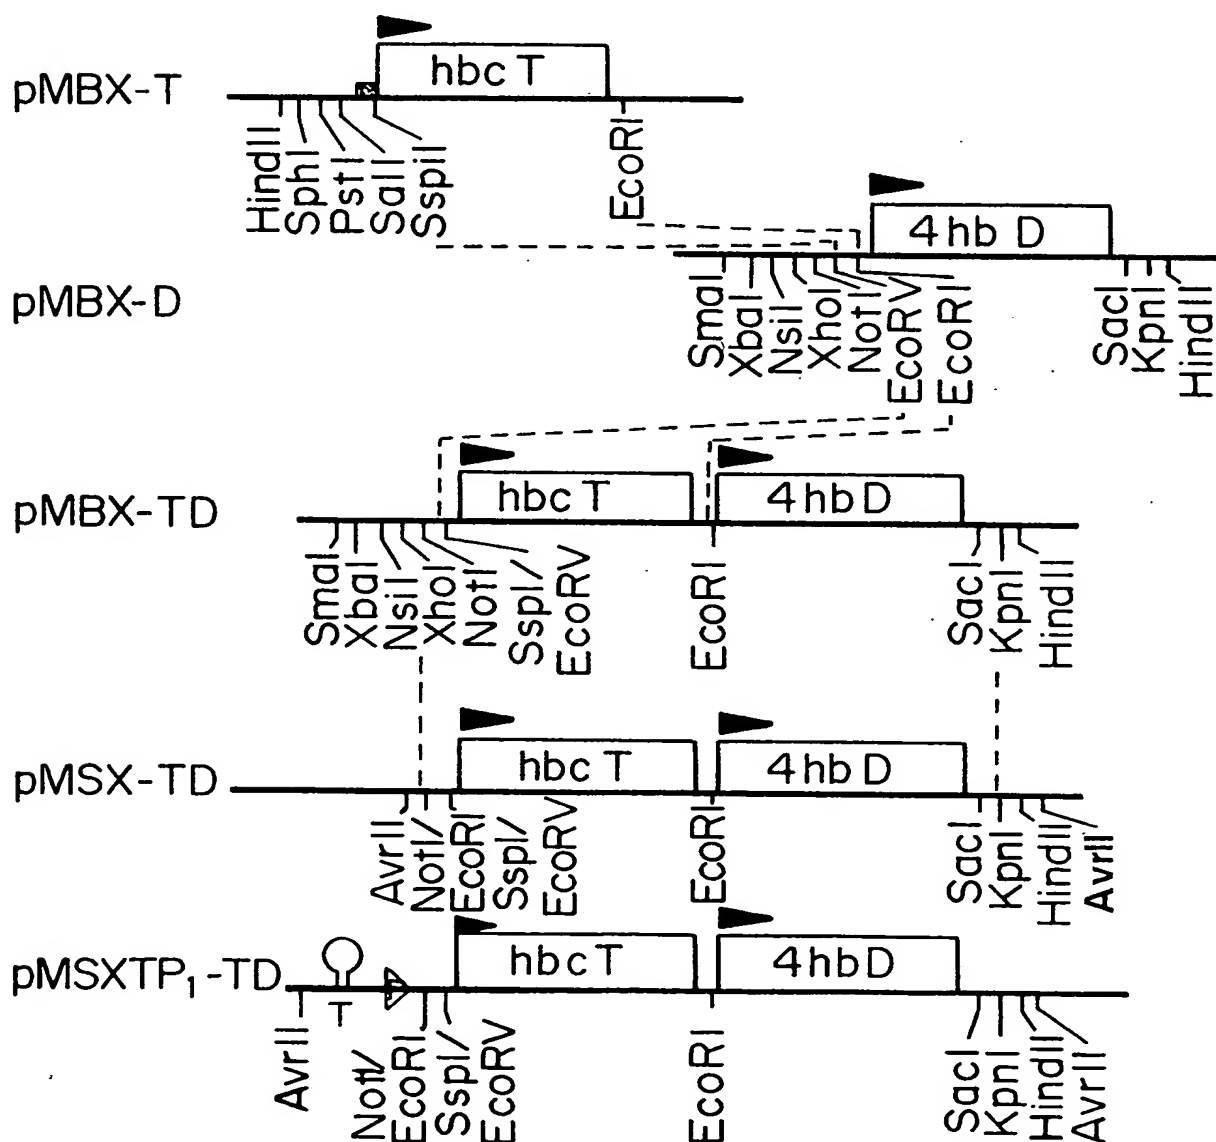 pMBX-T
hbc T
HindII
SphI
PstI
SalI
SspiI
EcoRI
pMBX-D
4hb D
SmaI
XbaI
NsiI
XhoI
NotI
EcoRV
EcoRI
SacI
KpnI
HindII
pMBX-TD
hbc T
4hbD
SmaI
XbaI
NsiI
XhoI
NotI
SspI/
EcoRV
EcoRI
SacI
KpnI
HindII
pMSX-TD
hbc T
4hbD
AvrII
NotI/
EcoRI
SspI/
EcoRV
EcoRI
SacI
KpnI
HindII
AvrII
pMSXTP₁-TD
hbc T
4hbD
T
AvrII
NotI/
EcoRI
SspI/
EcoRV
EcoRI
SacI
KpnI
HindII
AvrII